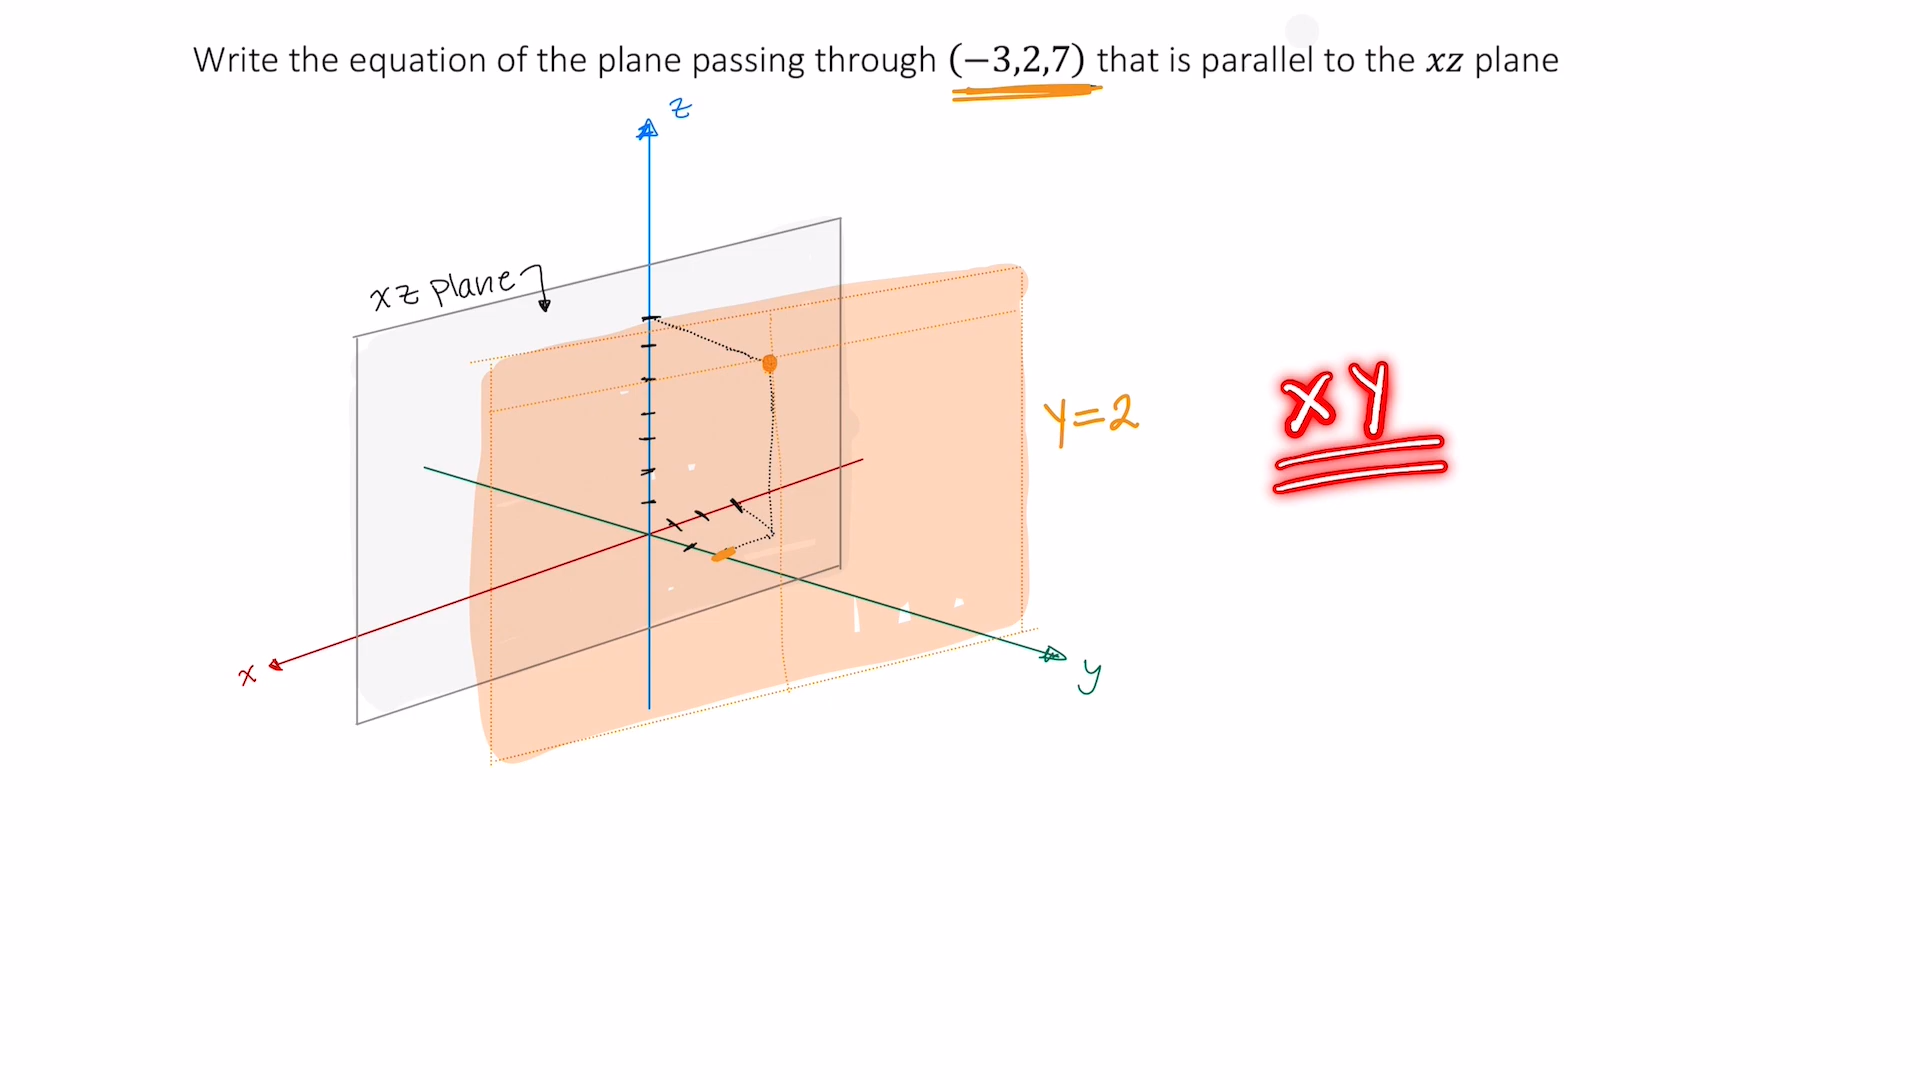 Write the equation of the plane passing through (−3,2,7) that is parallel to the xz plane
z
xz plane
y=2
xy
x
y